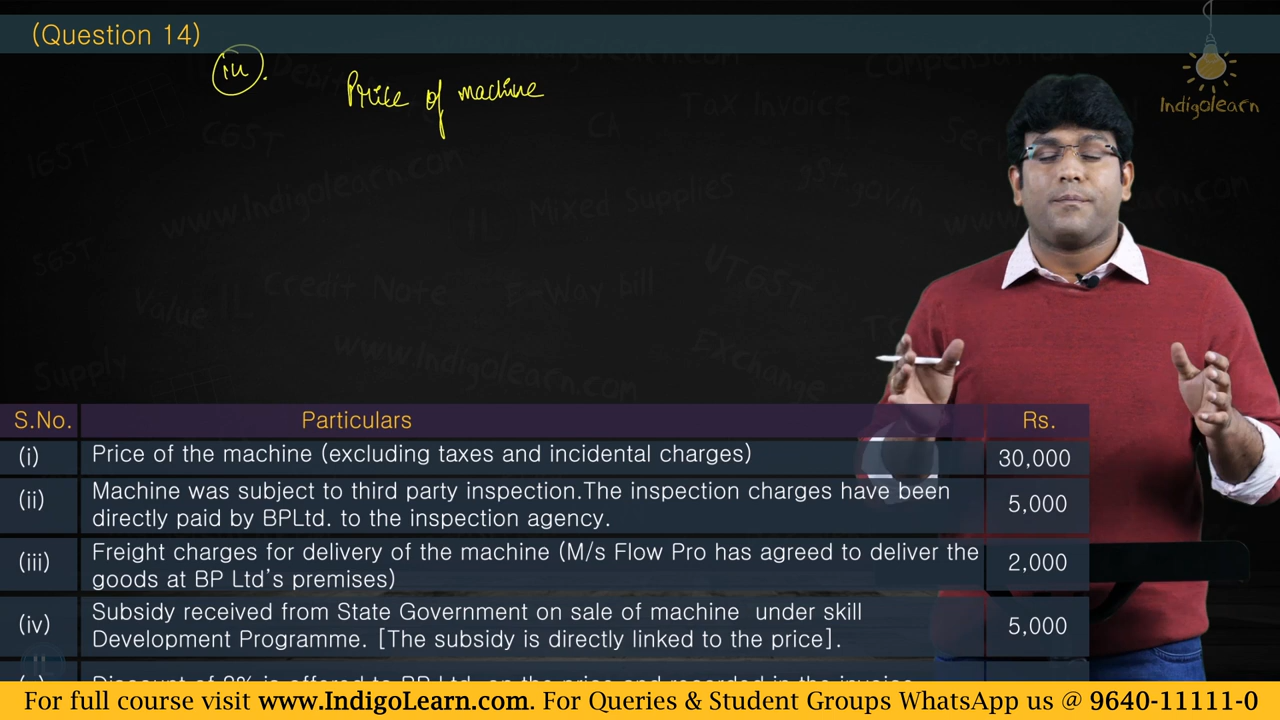 (Question 14)
Indigolearn
Price of machine
S.No. Particulars Rs.
(i) Price of the machine (excluding taxes and incidental charges) 30,000
(ii) Machine was subject to third party inspection.The inspection charges have been directly paid by BPLtd. to the inspection agency. 5,000
(iii) Freight charges for delivery of the machine (M/s Flow Pro has agreed to deliver the goods at BP Ltd's premises) 2,000
(iv) Subsidy received from State Government on sale of machine under skill Development Programme. [The subsidy is directly linked to the price]. 5,000
For full course visit www.IndigoLearn.com. For Queries & Student Groups WhatsApp us @ 9640-11111-0